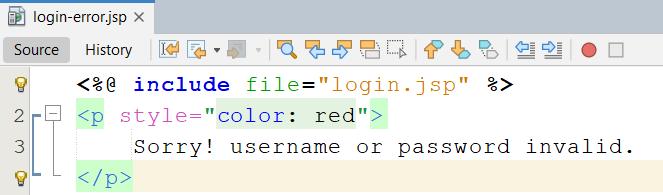 login-error.jsp
Source History
<%@ include file="login.jsp" %>
2 <p style="color: red">
3 Sorry! username or password invalid.
</p>